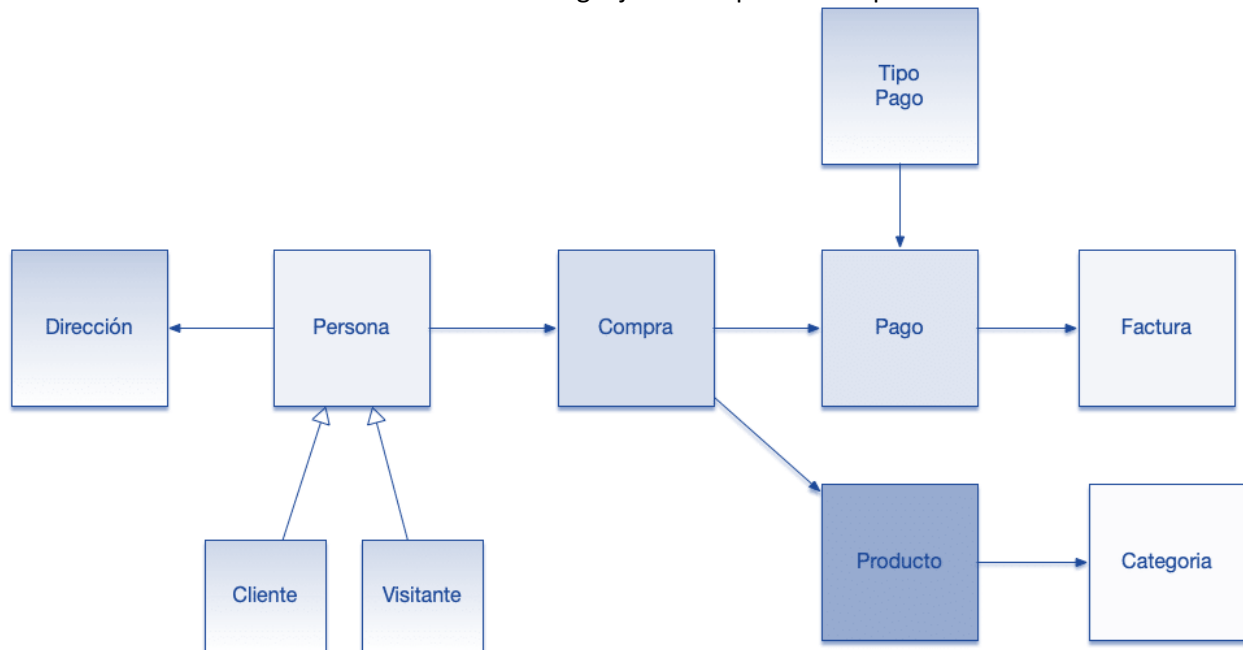 Tipo
Pago
Dirección
Persona
Compra
Pago
Factura
Cliente
Visitante
Producto
Categoria